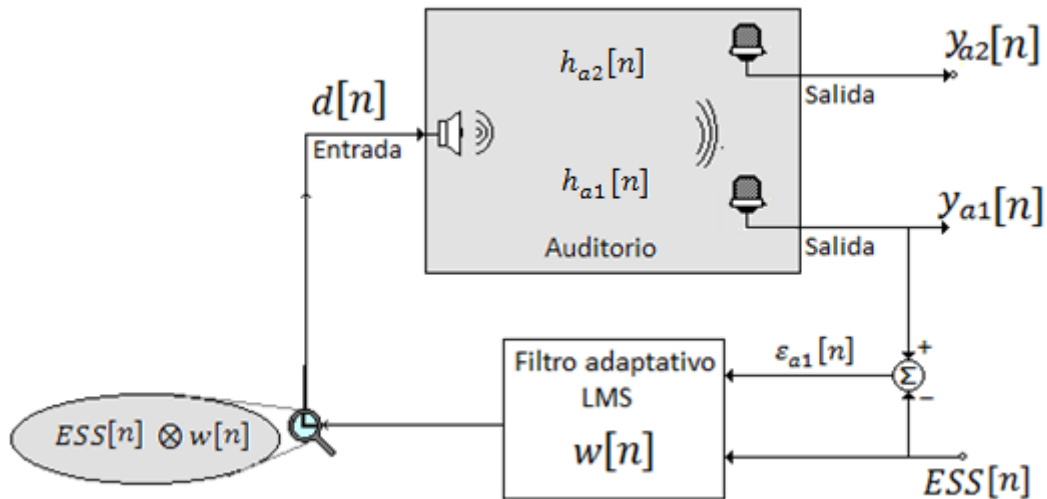 y_{a2}[n]
h_{a2}[n]
d[n]
Salida
Entrada
h_{a1}[n]
y_{a1}[n]
Auditorio
Salida
Filtro adaptativo
LMS
w[n]
ε_{a1}[n]
+
Σ
−
ESS[n] ⊗ w[n]
ESS[n]